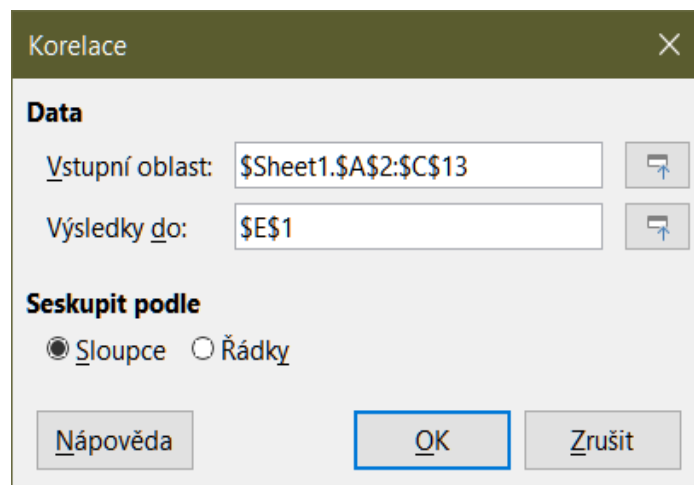 Korelace
Data
Vstupní oblast: $Sheet1.$A$2:$C$13
Výsledky do: $E$1
Seskupit podle
Sloupce Řádky
Nápověda OK Zrušit